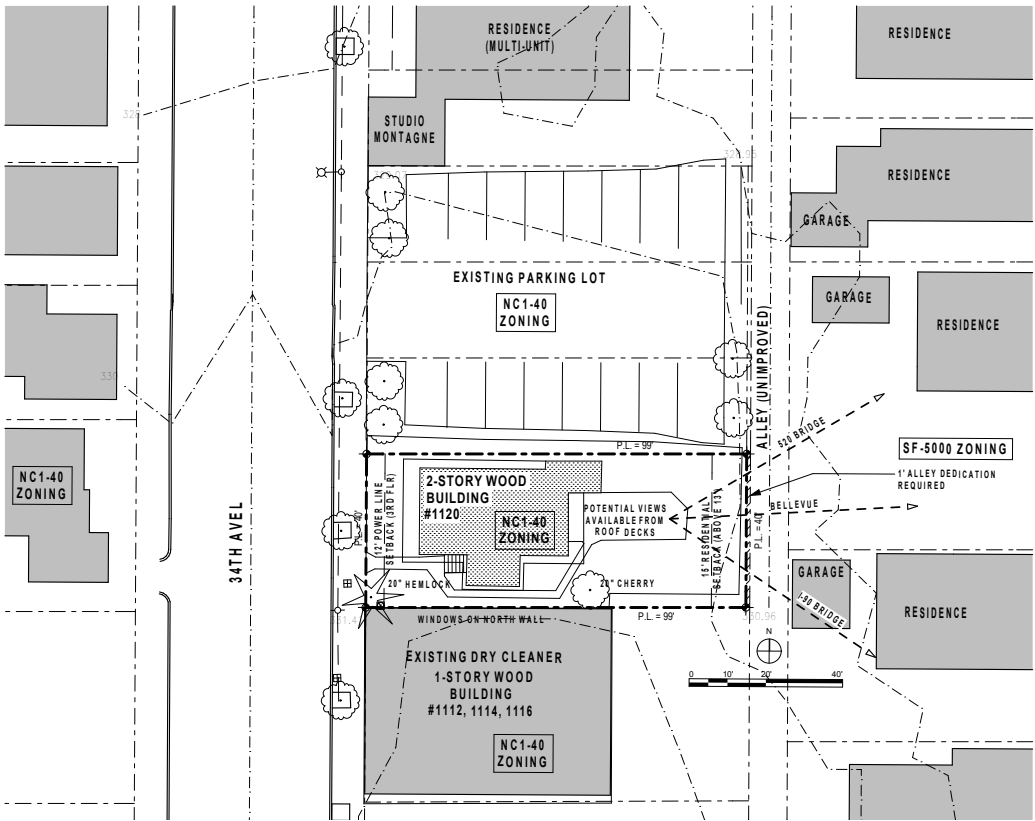 RESIDENCE
(MULTI-UNIT)
RESIDENCE
STUDIO
MONTAGNE
RESIDENCE
GARAGE
EXISTING PARKING LOT
NC1-40
ZONING
GARAGE
RESIDENCE
ALLEY (UNIMPROVED)
330
34TH AVEL
NC1-40
ZONING
P.L. = 99'
520 BRIDGE
SF-5000 ZONING
1' ALLEY DEDICATION
REQUIRED
BELLEVUE
2-STORY WOOD
BUILDING
#1120
NC1-40
ZONING
POTENTIAL VIEWS
AVAILABLE FROM
ROOF DECKS
12' POWER LINE
SETBACK (3RD FLR)
P.L. = 40'
15' RESIDENTIAL
SETBACK (ABOVE 13')
P.L. = 40'
20" HEMLOCK
20" CHERRY
GARAGE
RESIDENCE
I-90 BRIDGE
WINDOWS ON NORTH WALL
P.L. = 99'
N
0 10' 20' 40'
EXISTING DRY CLEANER
1-STORY WOOD
BUILDING
#1112, 1114, 1116
NC1-40
ZONING